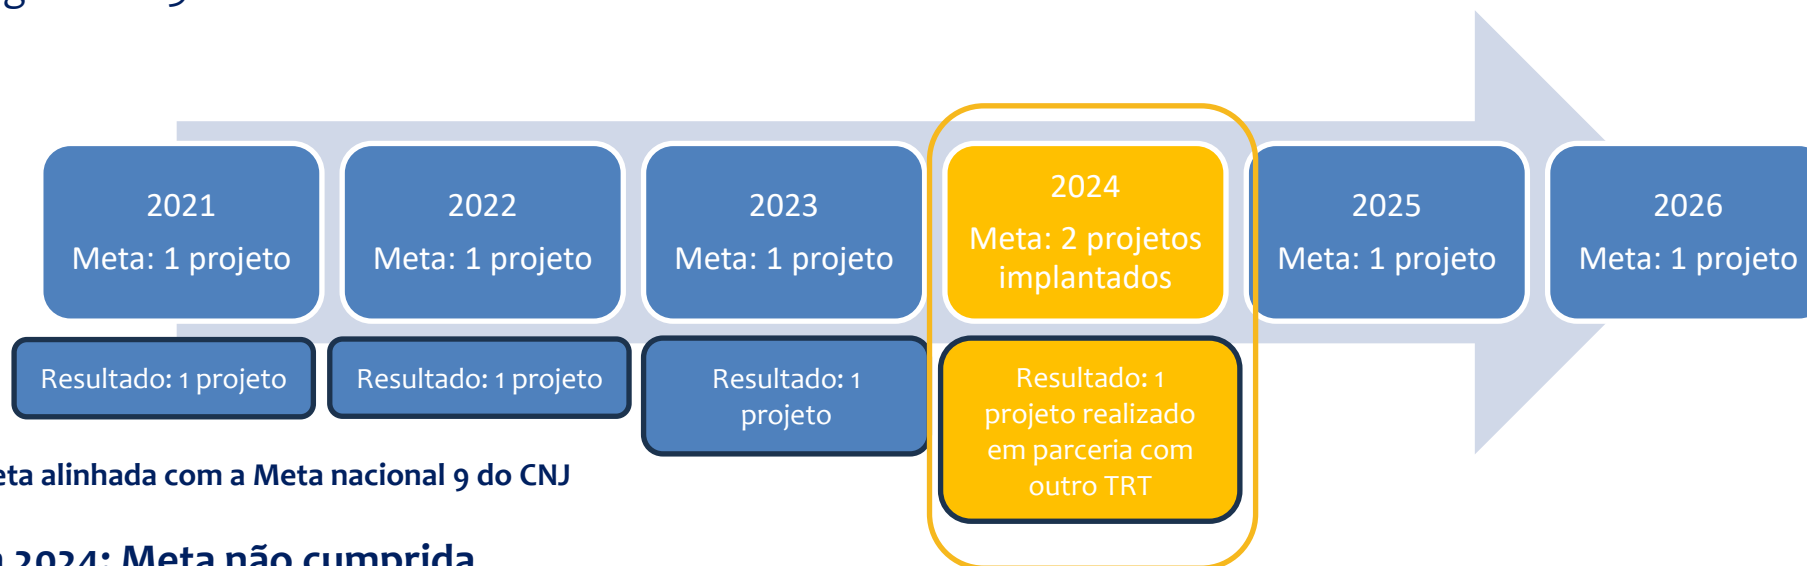 2021
Meta: 1 projeto
2022
Meta: 1 projeto
2023
Meta: 1 projeto
2024
Meta: 2 projetos
implantados
2025
Meta: 1 projeto
2026
Meta: 1 projeto
Resultado: 1 projeto
Resultado: 1 projeto
Resultado: 1
projeto
Resultado: 1
projeto realizado
em parceria com
outro TRT
eta alinhada com a Meta nacional 9 do CNJ
2024: Meta não cumprida